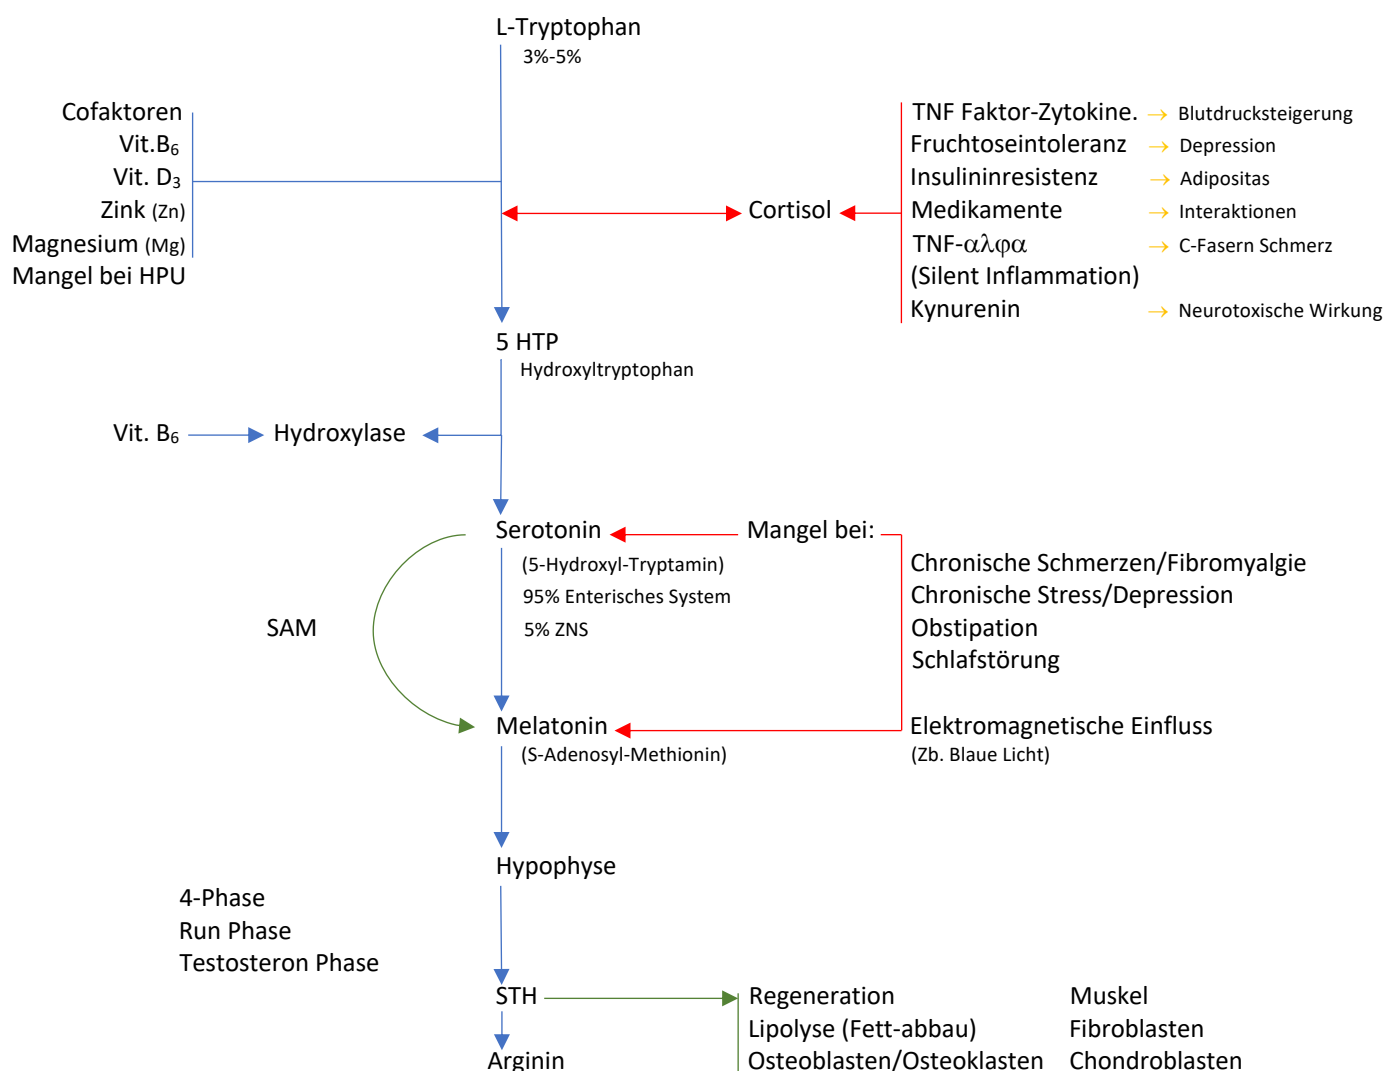 L-Tryptophan
3%-5%
Cofaktoren
Vit.B₆
Vit. D₃
Zink (Zn)
Magnesium (Mg)
Mangel bei HPU
Cortisol
TNF Faktor-Zytokine. → Blutdrucksteigerung
Fruchtoseintoleranz → Depression
Insulininresistenz → Adipositas
Medikamente → Interaktionen
TNF-αλφα → C-Fasern Schmerz
(Silent Inflammation)
Kynurenin → Neurotoxische Wirkung
5 HTP
Hydroxyltryptophan
Vit. B₆ Hydroxylase
Serotonin Mangel bei:
(5-Hydroxyl-Tryptamin)
95% Enterisches System
5% ZNS
SAM
Chronische Schmerzen/Fibromyalgie
Chronische Stress/Depression
Obstipation
Schlafstörung
Melatonin Elektromagnetische Einfluss
(S-Adenosyl-Methionin) (Zb. Blaue Licht)
Hypophyse
4-Phase
Run Phase
Testosteron Phase
STH Regeneration Muskel
Lipolyse (Fett-abbau) Fibroblasten
Arginin Osteoblasten/Osteoklasten Chondroblasten